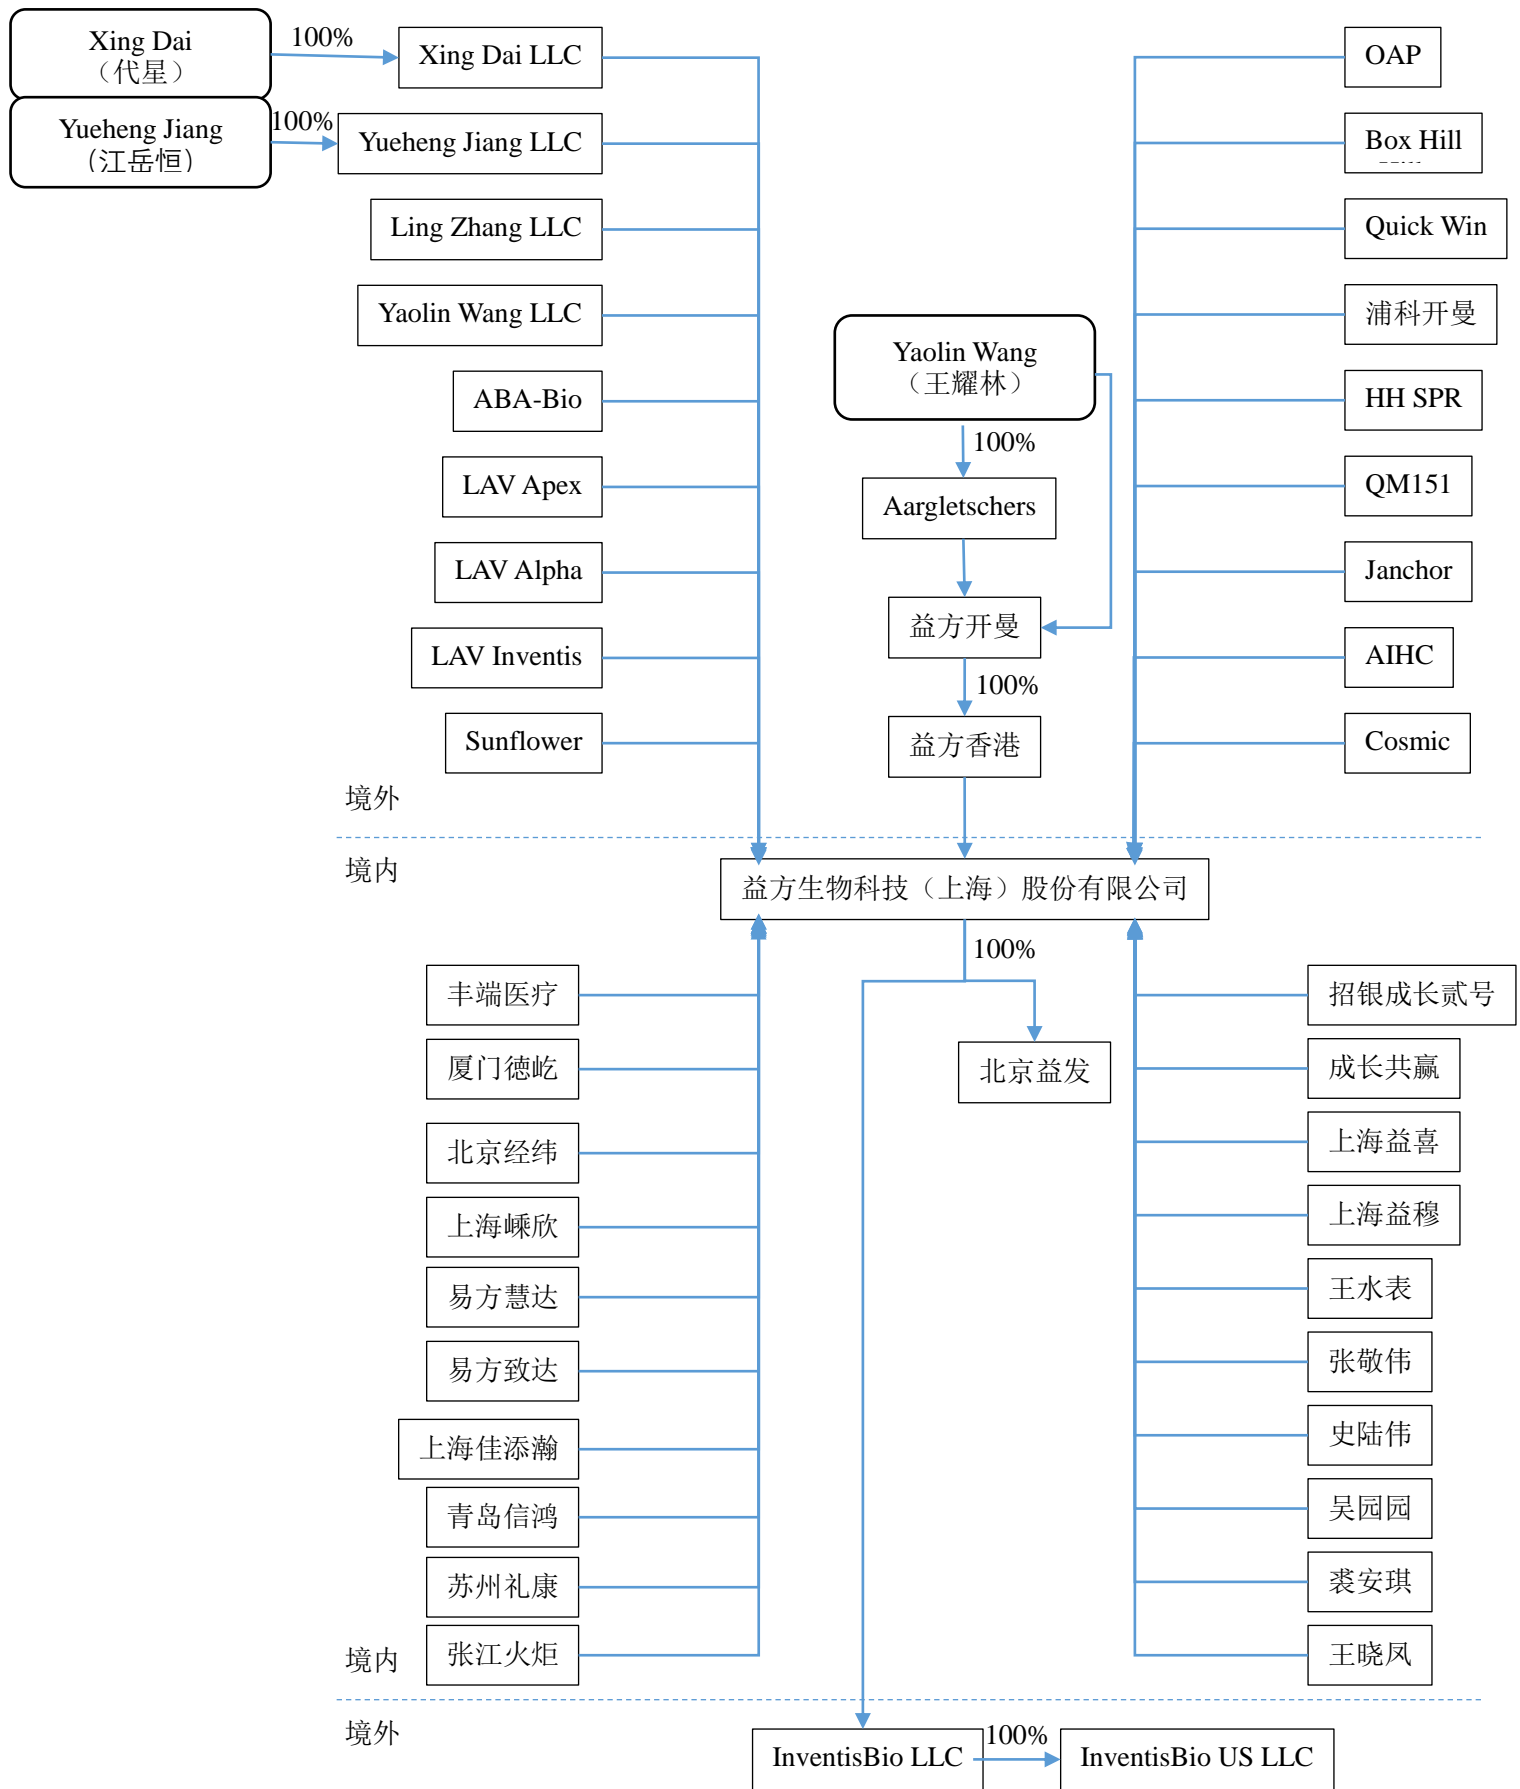 Xing Dai
（代星）
100%
Xing Dai LLC
OAP
Yueheng Jiang
（江岳恒）
100%
Yueheng Jiang LLC
Box Hill
Ling Zhang LLC
Quick Win
Yaolin Wang LLC
浦科开曼
Yaolin Wang
（王耀林）
ABA-Bio
HH SPR
100%
LAV Apex
Aargletschers
QM151
LAV Alpha
Janchor
益方开曼
LAV Inventis
AIHC
100%
Sunflower
益方香港
Cosmic
境外
境内
益方生物科技（上海）股份有限公司
100%
丰端医疗
招银成长贰号
厦门德屹
北京益发
成长共赢
北京经纬
上海益喜
上海嵊欣
上海益穆
易方慧达
王水表
易方致达
张敬伟
上海佳添瀚
史陆伟
青岛信鸿
吴园园
苏州礼康
裘安琪
境内
张江火炬
王晓凤
境外
InventisBio LLC
100%
InventisBio US LLC